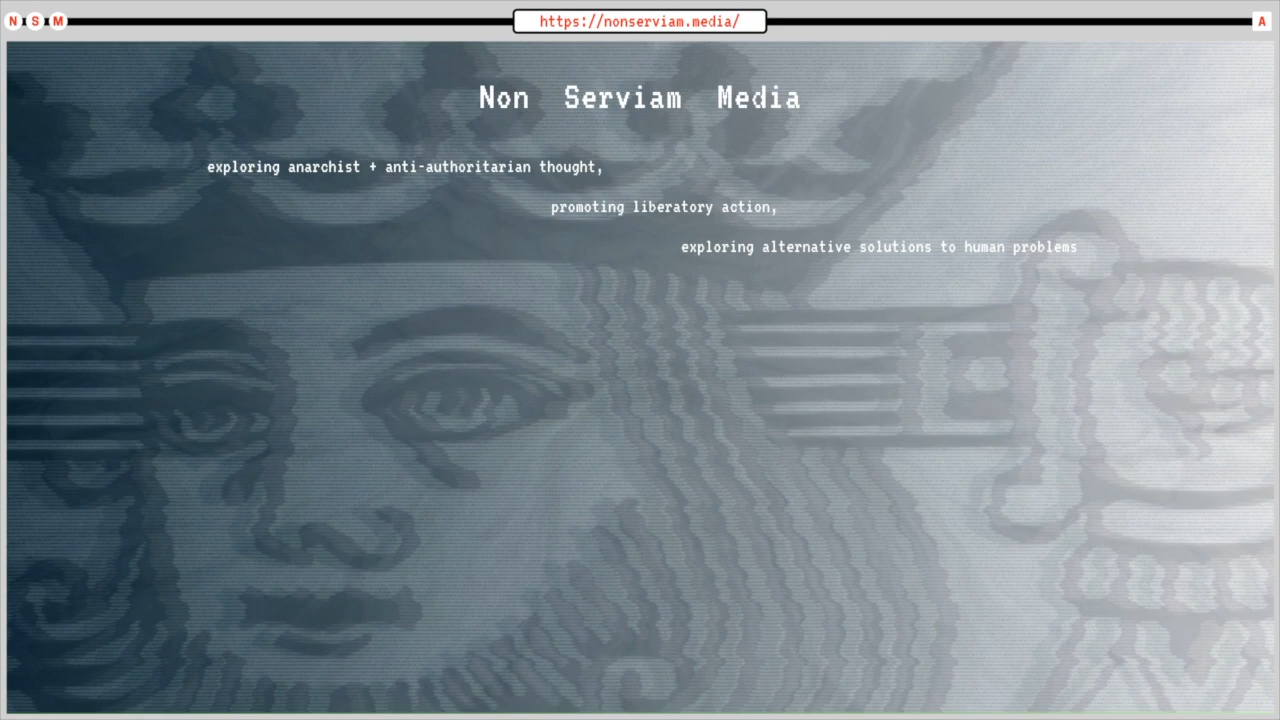 N S M
https://nonserviam.media/
A
Non Serviam Media
exploring anarchist + anti-authoritarian thought,
promoting liberatory action,
exploring alternative solutions to human problems